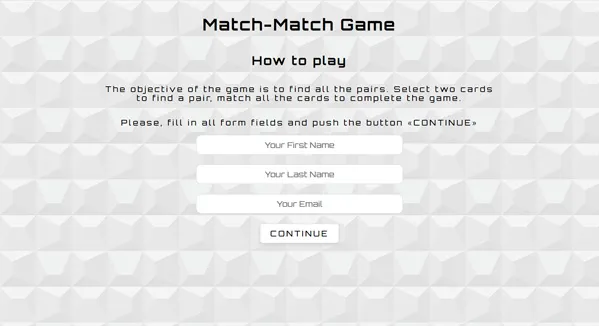 Match-Match Game
How to play
The objective of the game is to find all the pairs. Select two cards
to find a pair, match all the cards to complete the game.
Please, fill in all form fields and push the button «CONTINUE»
Your First Name
Your Last Name
Your Email
CONTINUE